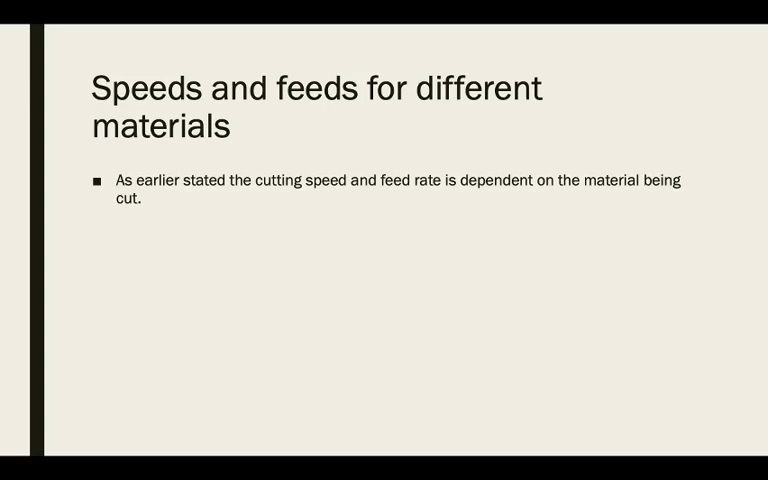 Speeds and feeds for different
materials
■ As earlier stated the cutting speed and feed rate is dependent on the material being
cut.